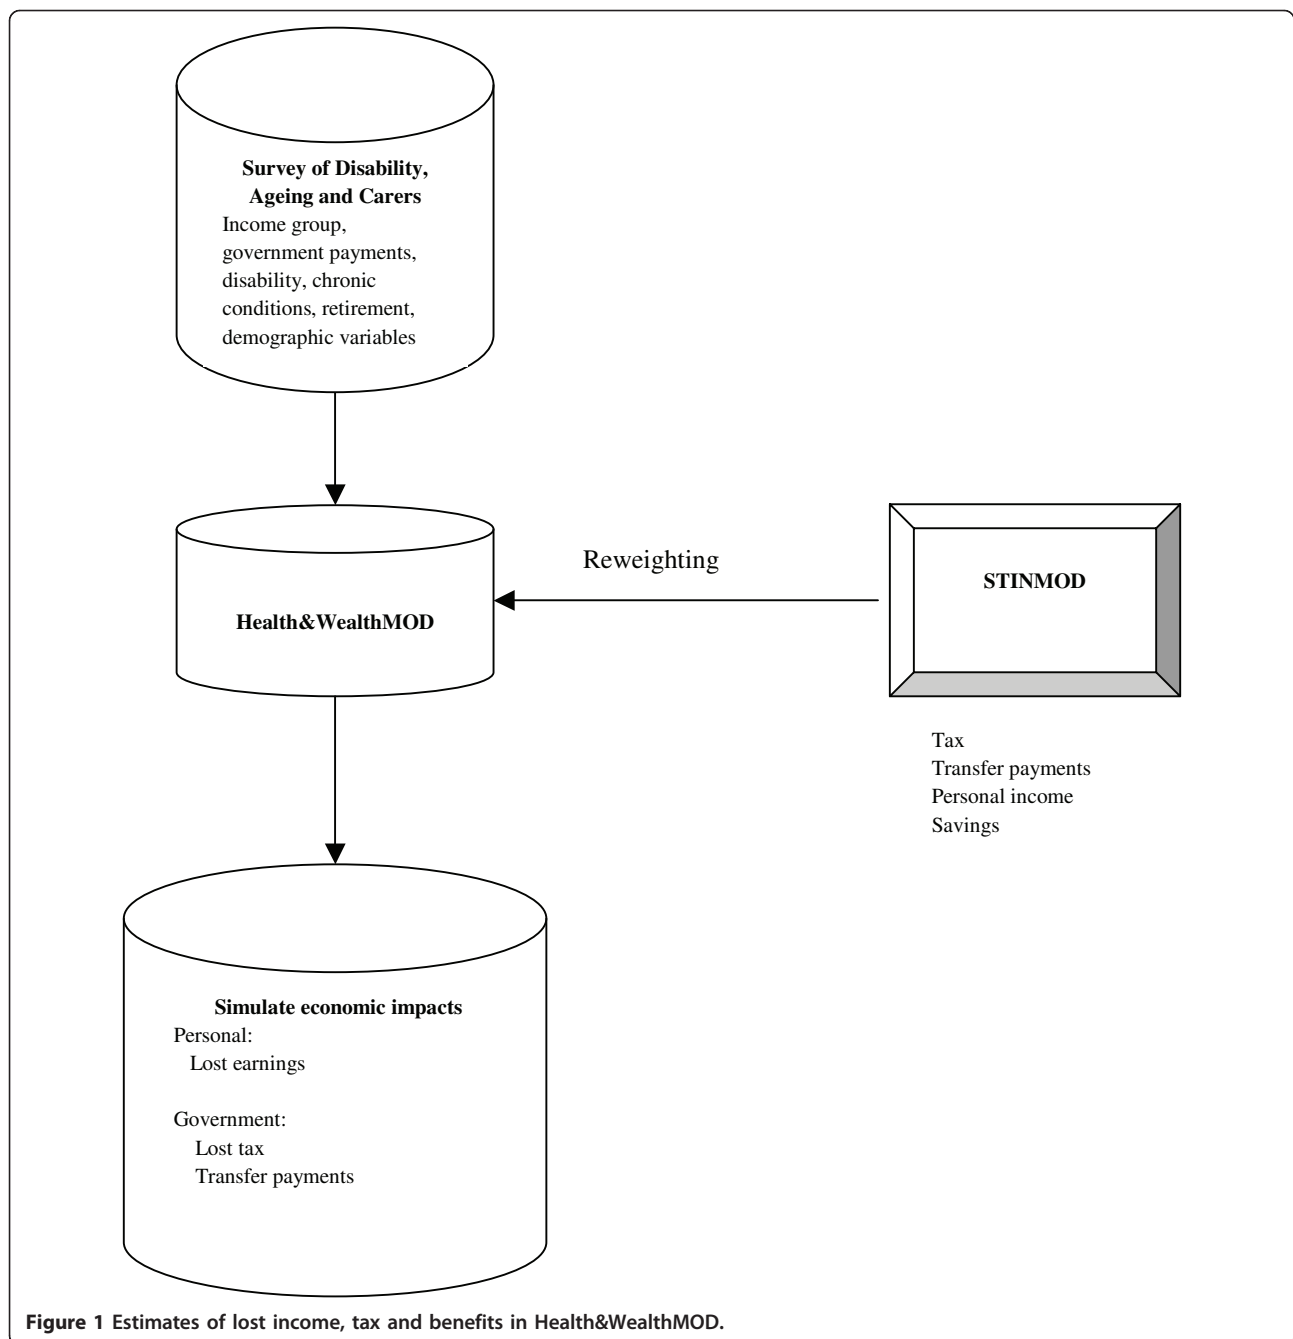 Survey of Disability,
Ageing and Carers
Income group,
government payments,
disability, chronic
conditions, retirement,
demographic variables
Reweighting
STINMOD
Health&WealthMOD
Tax
Transfer payments
Personal income
Savings
Simulate economic impacts
Personal:
Lost earnings
Government:
Lost tax
Transfer payments
Figure 1 Estimates of lost income, tax and benefits in Health&WealthMOD.